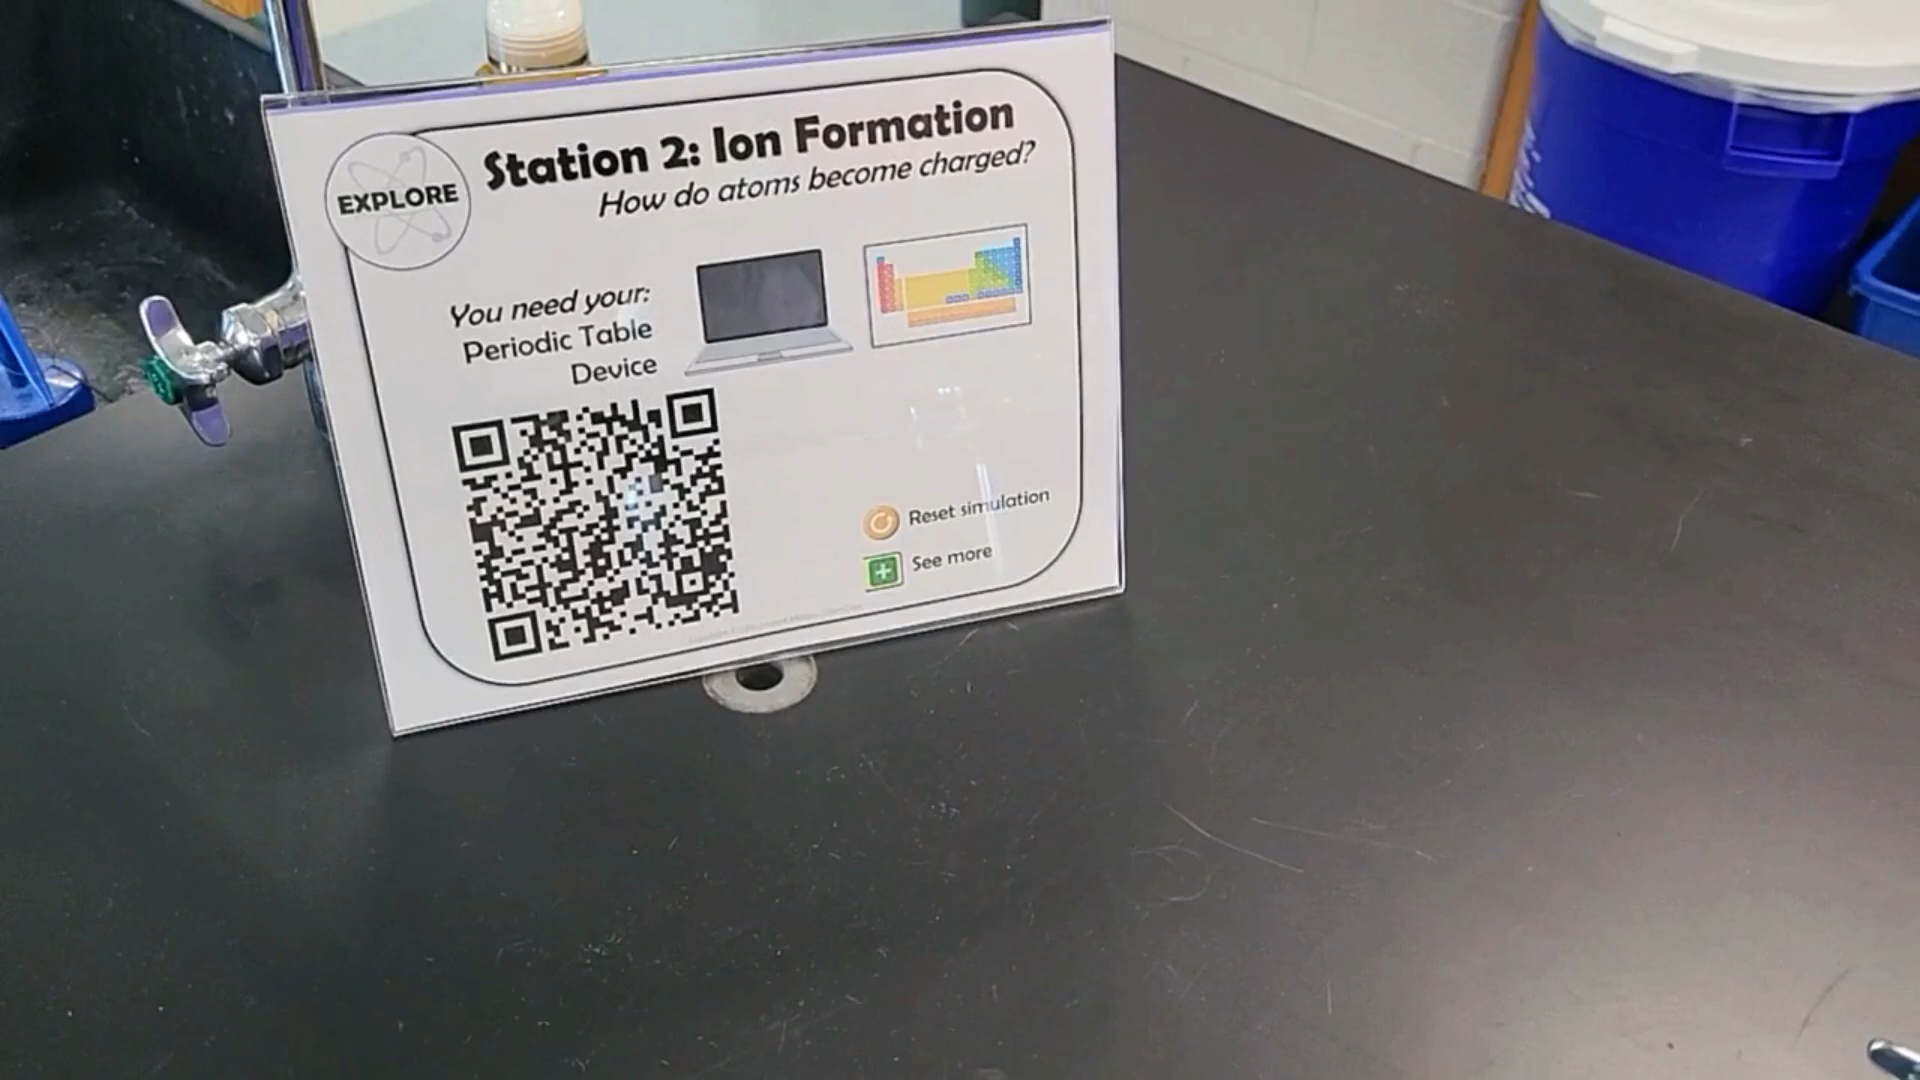 EXPLORE
Station 2: Ion Formation
How do atoms become charged?
You need your:
Periodic Table
Device
Reset simulation
See more